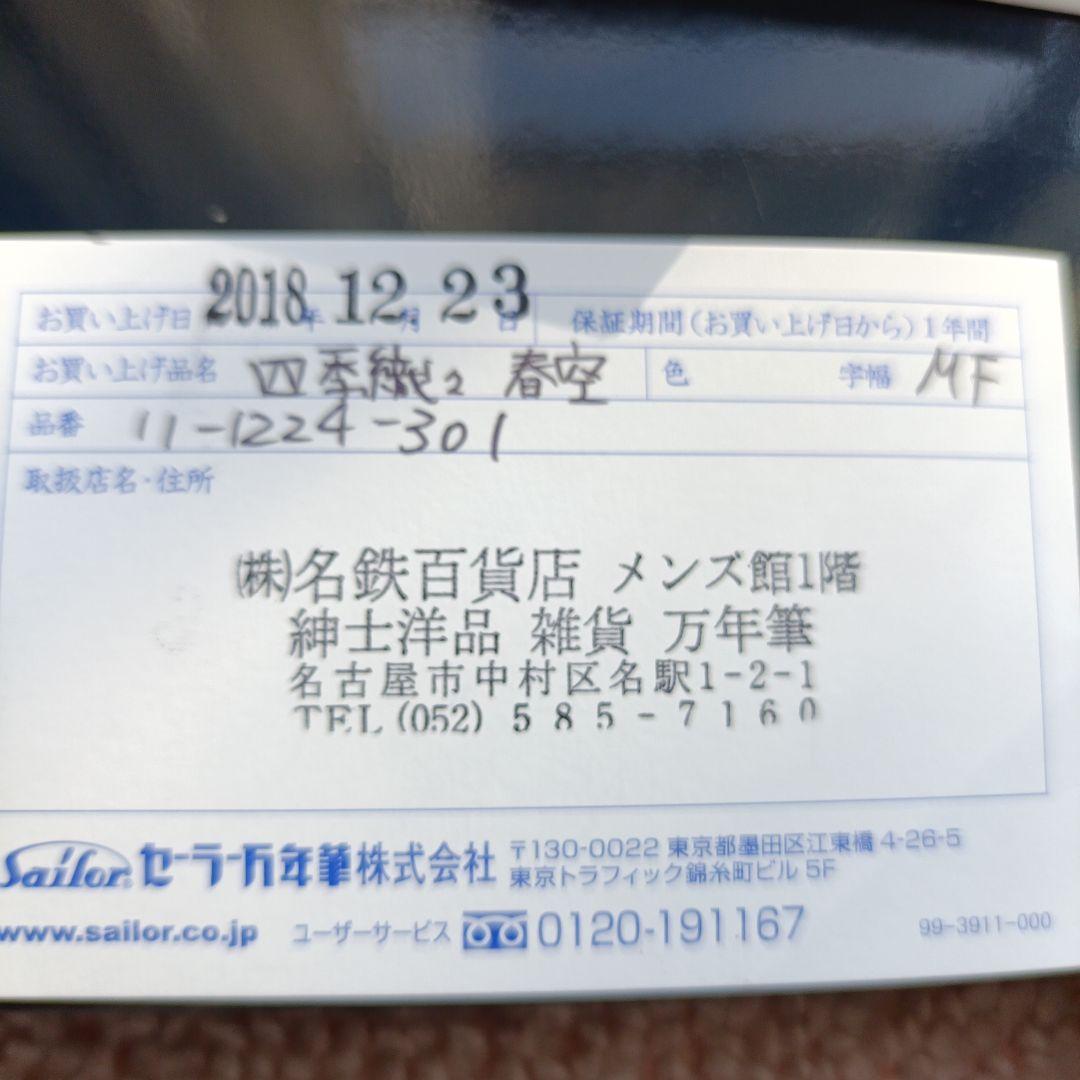 お買い上げ日 2018年12月23日 保証期間(お買い上げ日から)1年間
お買い上げ品名 四季織 春空 色 字幅 MF
品番 11-1224-301
取扱店名・住所
㈱名鉄百貨店 メンズ館1階
紳士洋品 雑貨 万年筆
名古屋市中村区名駅1-2-1
TEL(052) 585-7160
Sailor セーラー万年筆株式会社 〒130-0022 東京都墨田区江東橋 4-26-5
東京トラフィック錦糸町ビル 5F
www.sailor.co.jp ユーザーサービス 0120-191167 99-3911-000